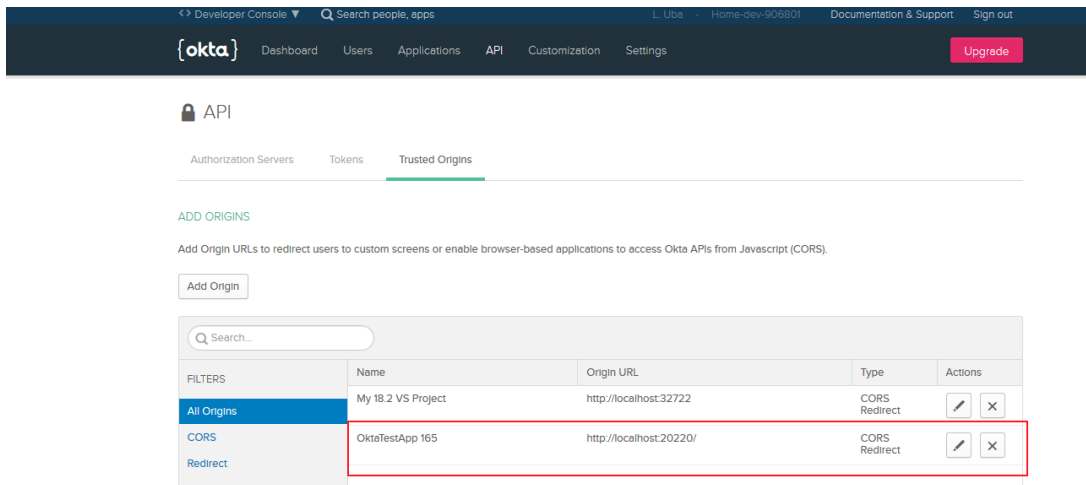 <> Developer Console ▼ Search people, apps L. Uba - Home-dev-906801 Documentation & Support Sign out
{okta} Dashboard Users Applications API Customization Settings Upgrade
API
Authorization Servers Tokens Trusted Origins
ADD ORIGINS
Add Origin URLs to redirect users to custom screens or enable browser-based applications to access Okta APIs from Javascript (CORS).
Add Origin
Search...
FILTERS Name Origin URL Type Actions
All Origins My 18.2 VS Project http://localhost:32722 CORS
Redirect
CORS OktaTestApp 165 http://localhost:20220/ CORS
Redirect Redirect